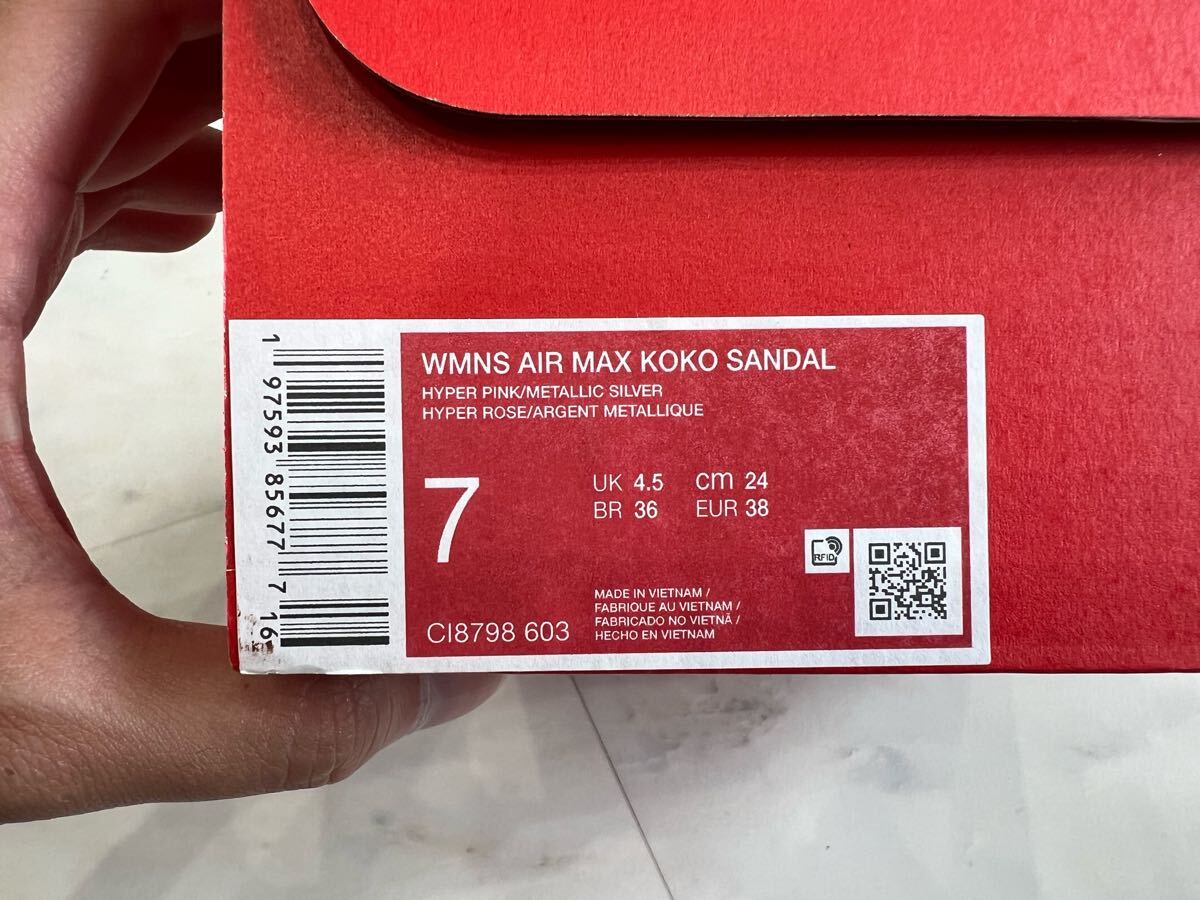 WMNS AIR MAX KOKO SANDAL
HYPER PINK/METALLIC SILVER
HYPER ROSE/ARGENT METALLIQUE
7
UK 4.5 cm 24
BR 36 EUR 38
RFID
MADE IN VIETNAM /
FABRIQUE AU VIETNAM /
FABRICADO NO VIETNÃ /
HECHO EN VIETNAM
CI8798 603
1 97593 85677 7 16